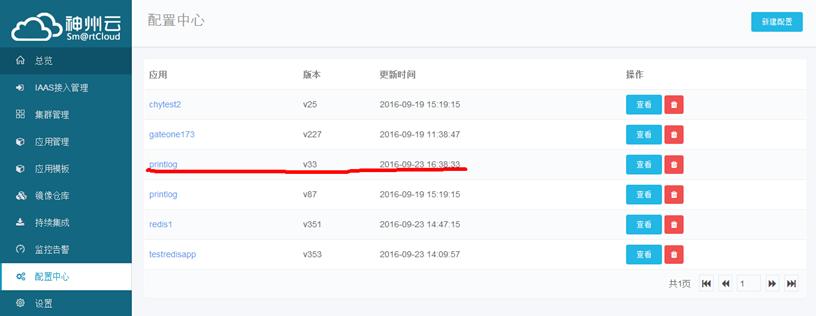 神州云
Sm@rtCloud
总览
IAAS接入管理
集群管理
应用管理
应用模板
镜像仓库
持续集成
监控告警
配置中心
设置
配置中心
新建配置
应用 版本 更新时间 操作
chytest2 v25 2016-09-19 15:19:15 查看
gateone173 v227 2016-09-19 11:38:47 查看
printlog v33 2016-09-23 16:38:33 查看
printlog v87 2016-09-19 15:19:15 查看
redis1 v351 2016-09-23 14:47:15 查看
testredisapp v353 2016-09-23 14:09:57 查看
共1页 1